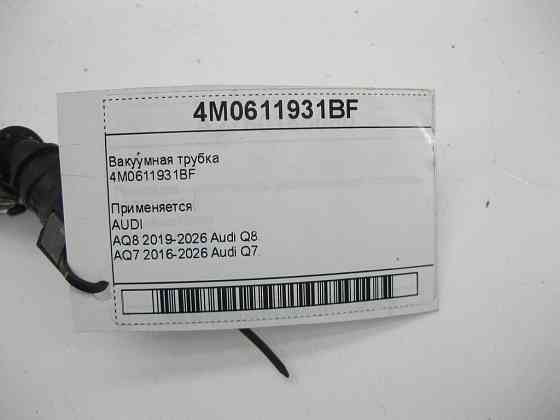 4M0611931BF
Вакуумная трубка
4M0611931BF
Применяется
AUDI
AQ8 2019-2026 Audi Q8
AQ7 2016-2026 Audi Q7